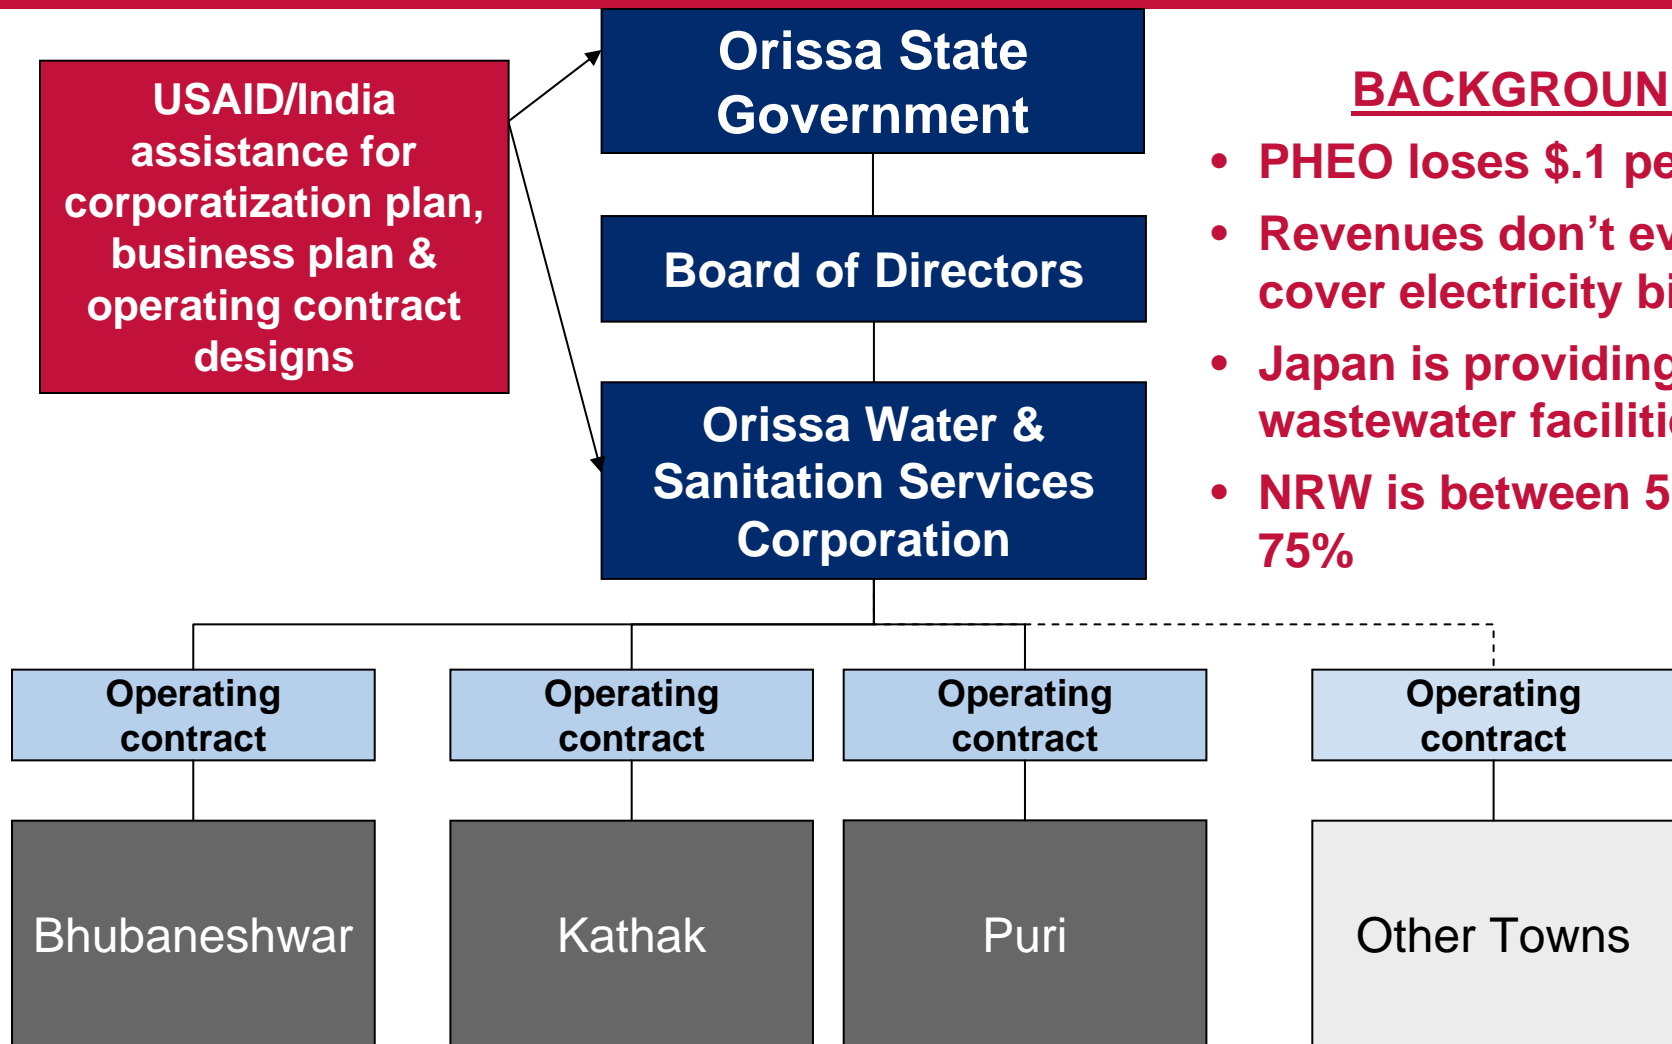 USAID/India
assistance for
corporatization plan,
business plan &
operating contract
designs
Orissa State
Government
Board of Directors
Orissa Water &
Sanitation Services
Corporation
BACKGROUN
• PHEO loses $.1 pe
• Revenues don’t ev
cover electricity bi
• Japan is providing
wastewater faciliti
• NRW is between 5
75%
Operating
contract
Operating
contract
Operating
contract
Operating
contract
Bhubaneshwar
Kathak
Puri
Other Towns